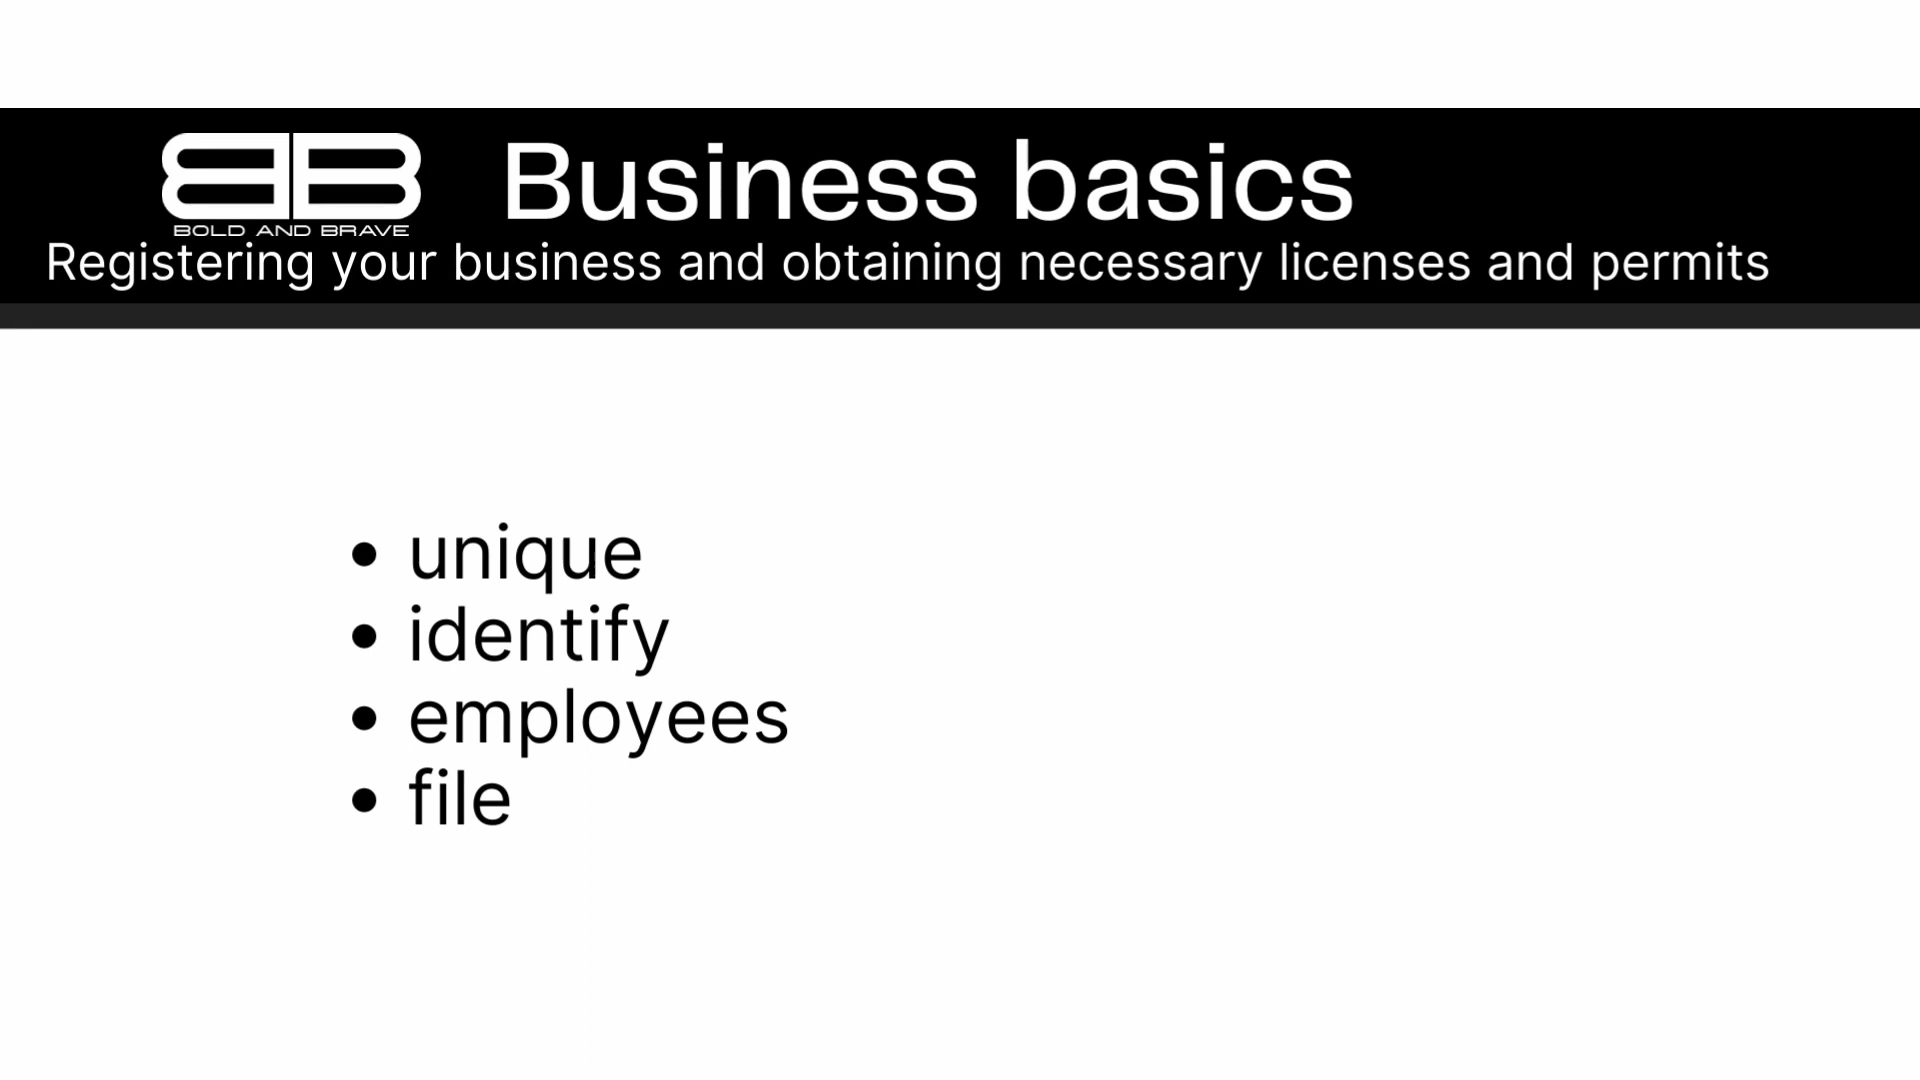 Business basics
BOLD AND BRAVE
Registering your business and obtaining necessary licenses and permits
• unique
• identify
• employees
• file